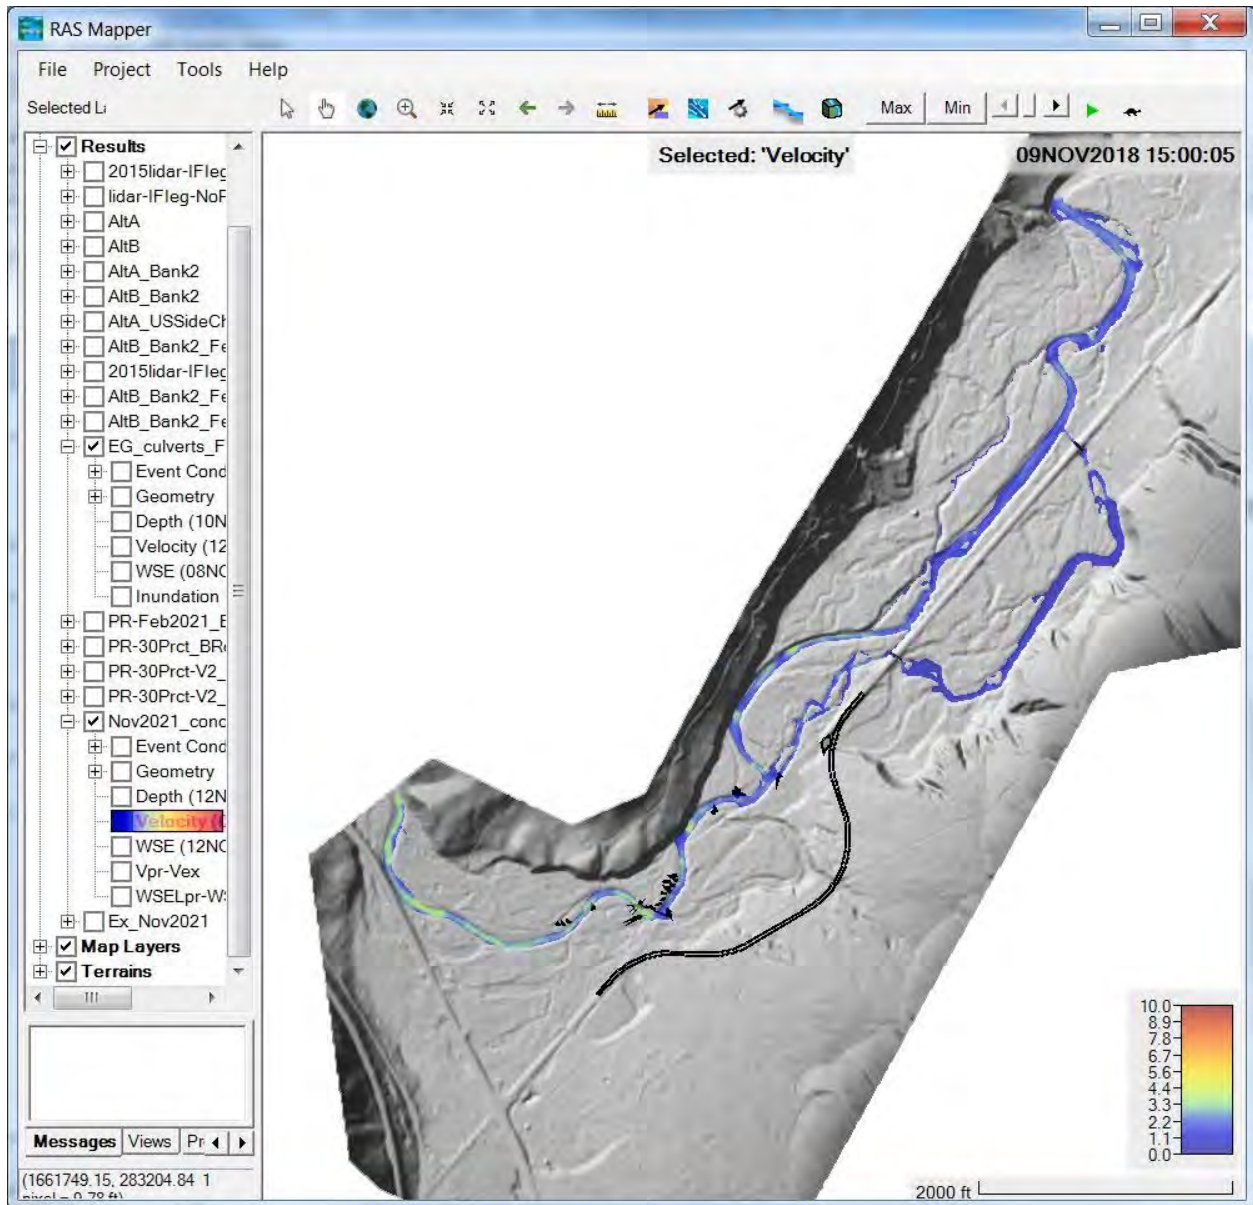 RAS Mapper
File Project Tools Help
Selected La
Max Min
Results
2015lidar-IFleg
lidar-IFleg-NoF
AltA
AltB
AltA_Bank2
AltB_Bank2
AltA_USSideCh
AltB_Bank2_Fe
2015lidar-IFleg
AltB_Bank2_Fe
AltB_Bank2_Fe
EG_culverts_F
Event Cond
Geometry
Depth (10N
Velocity (12
WSE (08NO
Inundation
PR-Feb2021_E
PR-30Prct_BR
PR-30Prct-V2_
PR-30Prct-V2_
Nov2021_conc
Event Cond
Geometry
Depth (12N
Velocity (
WSE (12NO
Vpr-Vex
WSELpr-W
Ex_Nov2021
Map Layers
Terrains
Messages Views Pr
(1661749.15, 283204.84 1
pixel = 9.78 ft)
Selected: 'Velocity'
09NOV2018 15:00:05
10.0
8.9
7.8
6.7
5.6
4.4
3.3
2.2
1.1
0.0
2000 ft